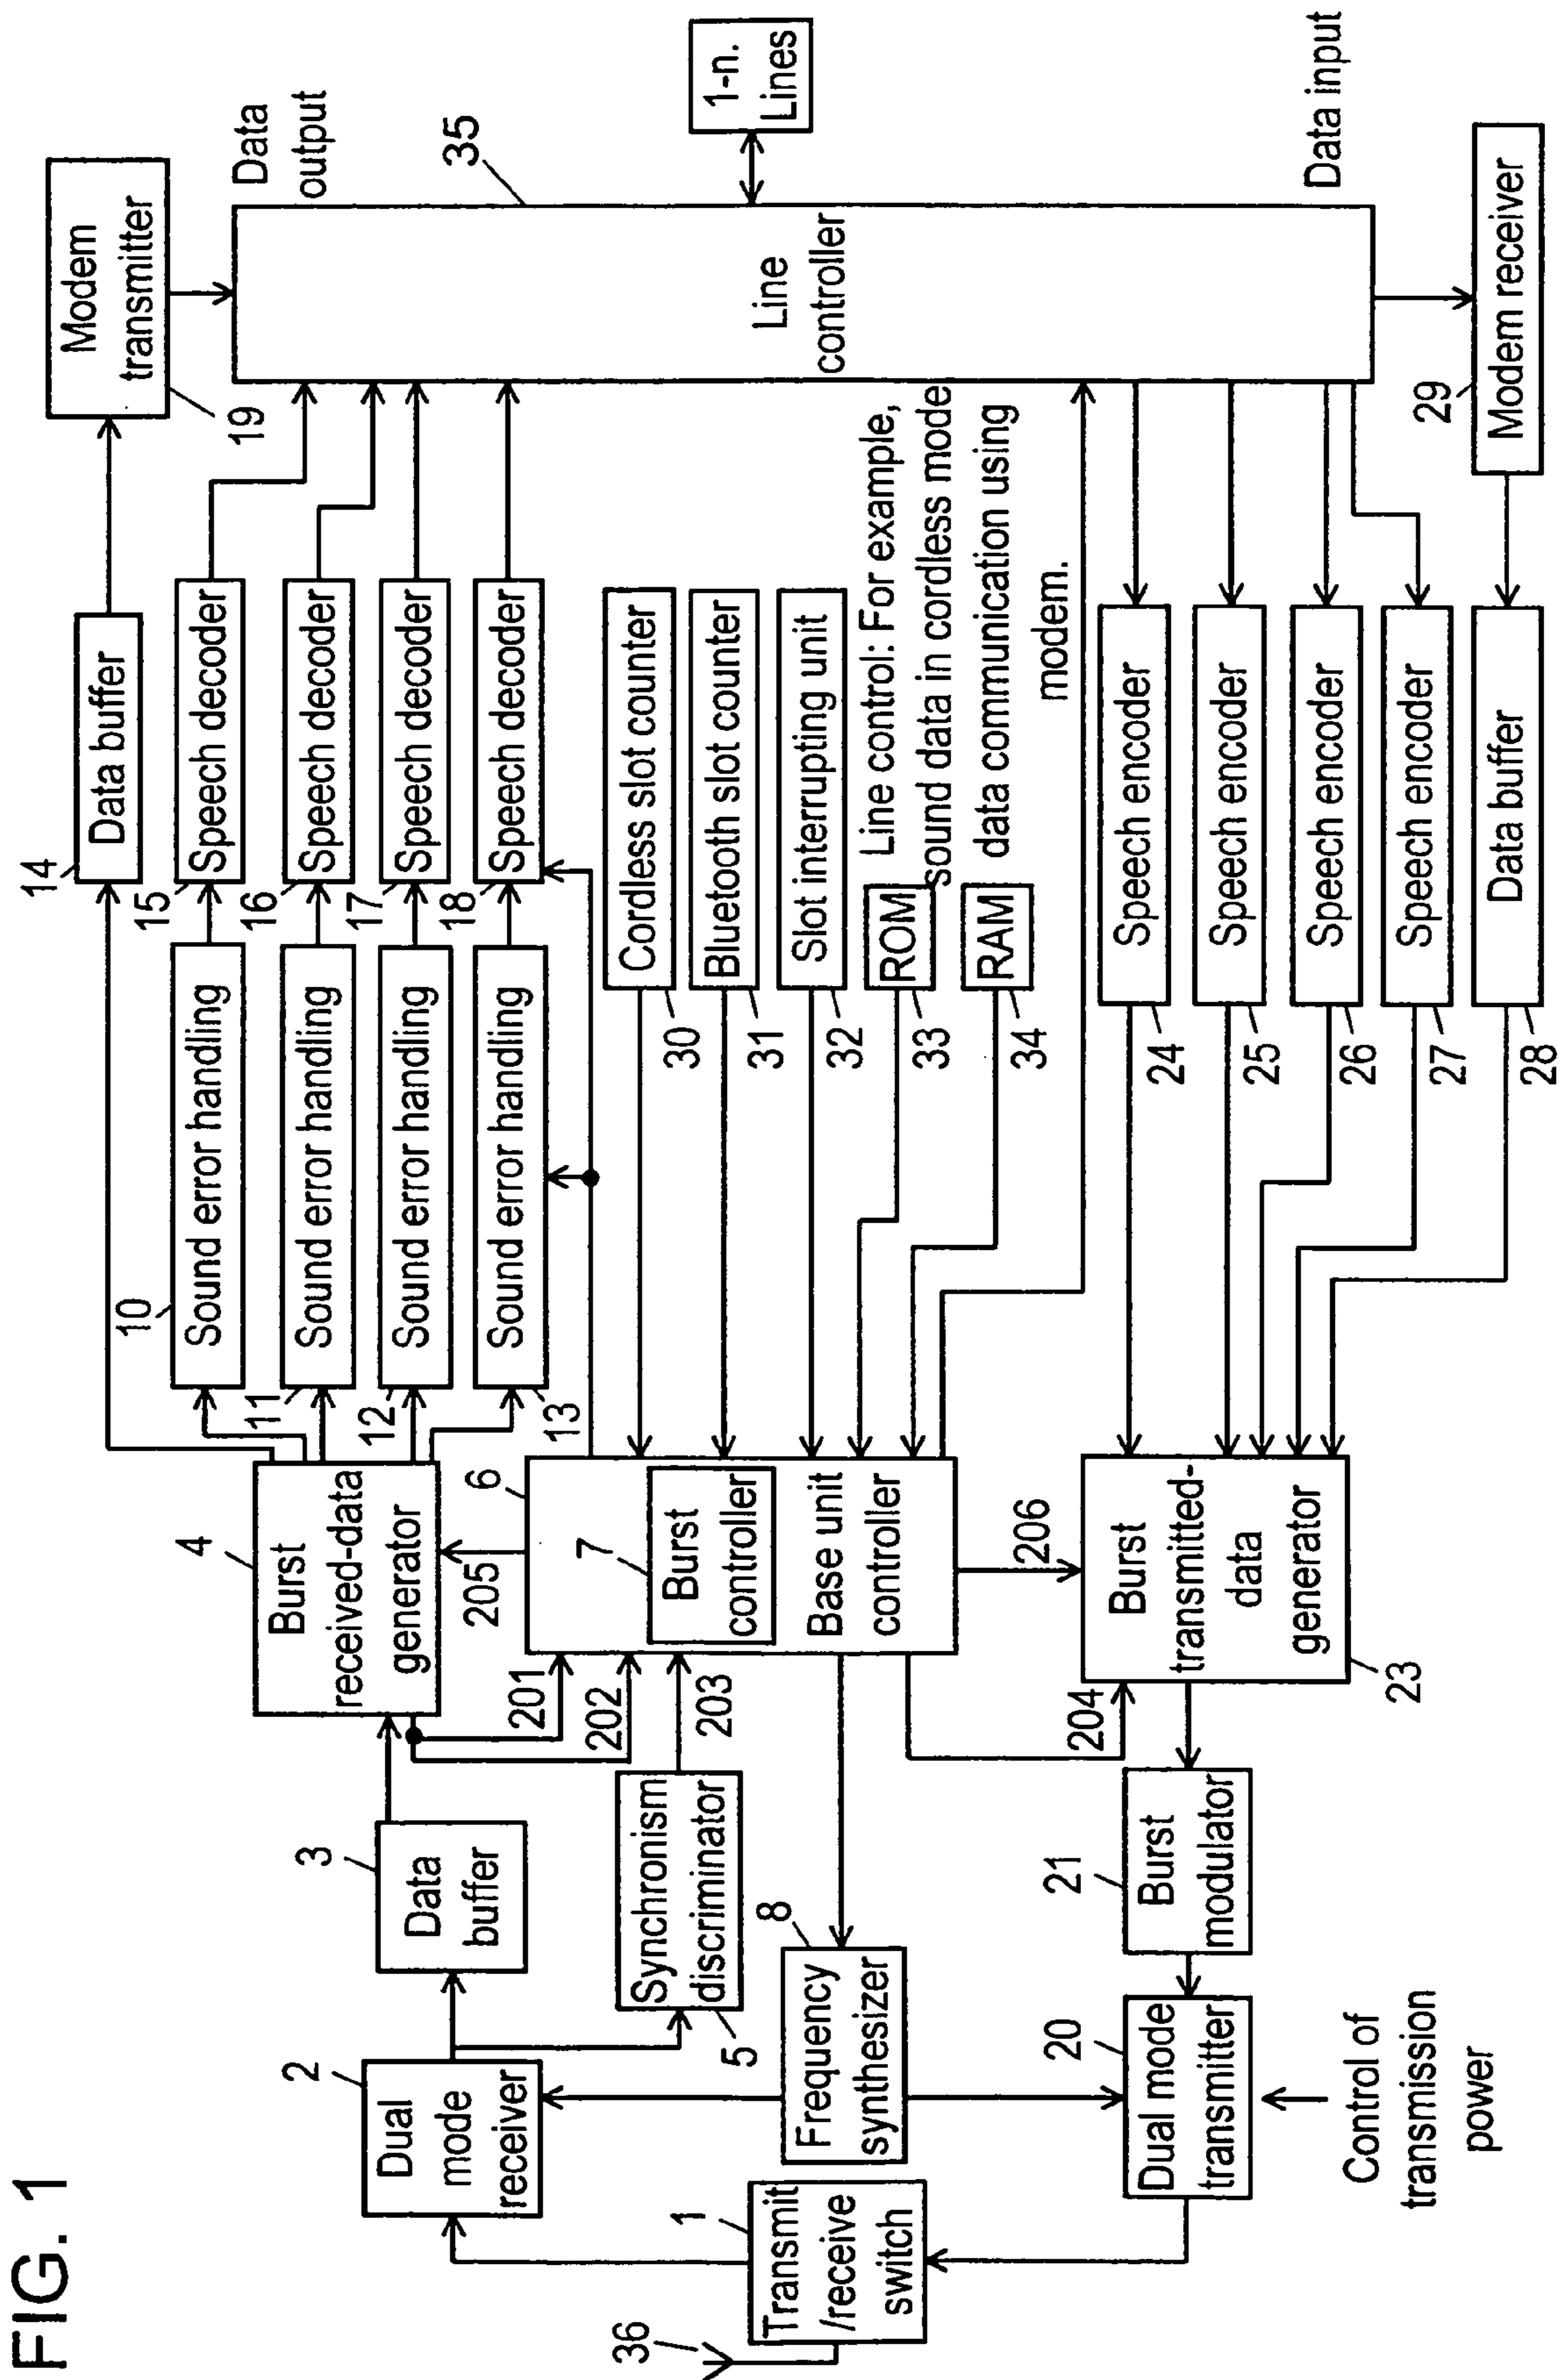 FIG. 1
36
1
Transmit
/receive
switch
2
Dual
mode
receiver
3
Data
buffer
4
Burst
received-data
generator
5
Synchronism
discriminator
201
202
203
205
6
7
Burst
controller
Base unit
controller
8
Frequency
synthesizer
204
206
20
Dual mode
transmitter
Control of
transmission
power
21
Burst
modulator
23
Burst
transmitted-
data
generator
10
Sound error handling
11
Sound error handling
12
Sound error handling
13
Sound error handling
14
Data buffer
15
Speech decoder
16
Speech decoder
17
Speech decoder
18
Speech decoder
19
Modem
transmitter
Data
output
30
Cordless slot counter
31
Bluetooth slot counter
32
Slot interrupting unit
33
ROM
34
RAM
Line control: For example,
sound data in cordless mode
data communication using
modem.
35
Line
controller
1-n.
Lines
24
Speech encoder
25
Speech encoder
26
Speech encoder
27
Speech encoder
28
Data buffer
29
Modem receiver
Data input